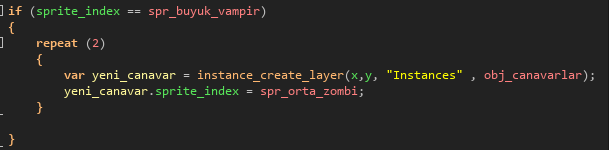 if (sprite_index == spr_buyuk_vampir)
{
repeat (2)
{
var yeni_canavar = instance_create_layer(x,y, "Instances" , obj_canavarlar);
yeni_canavar.sprite_index = spr_orta_zombi;
}
}